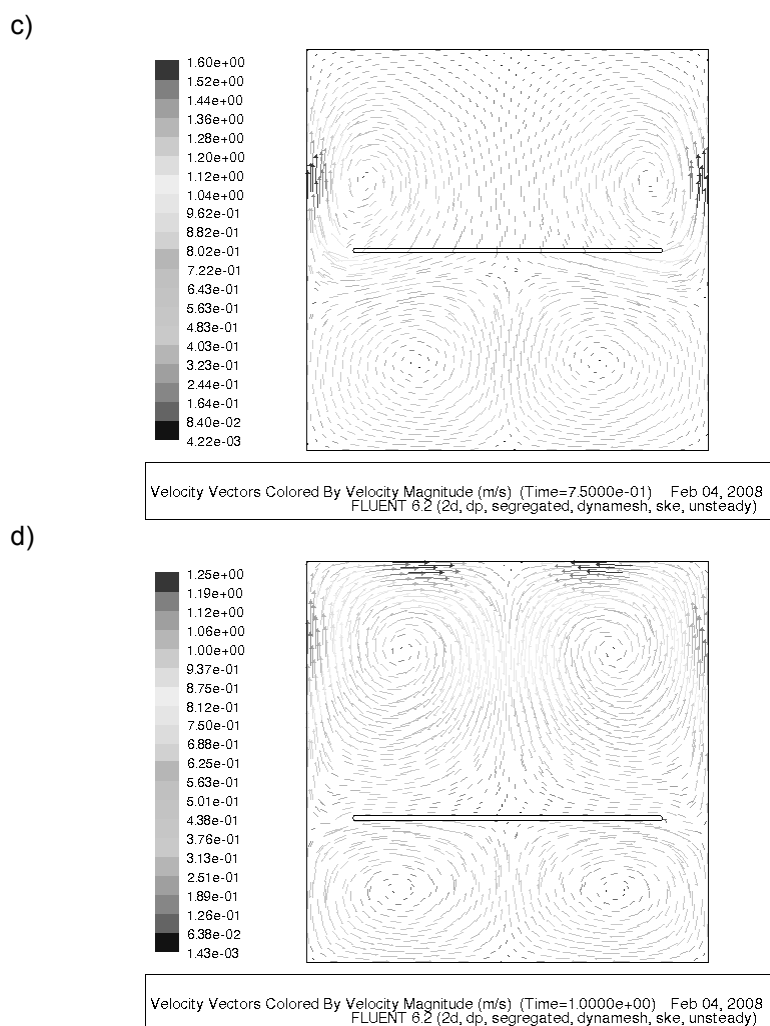 c)
1.60e+00
1.52e+00
1.44e+00
1.36e+00
1.28e+00
1.20e+00
1.12e+00
1.04e+00
9.62e-01
8.82e-01
8.02e-01
7.22e-01
6.43e-01
5.63e-01
4.83e-01
4.03e-01
3.23e-01
2.44e-01
1.64e-01
8.40e-02
4.22e-03
Velocity Vectors Colored By Velocity Magnitude (m/s) (Time=7.5000e-01) Feb 04, 2008
FLUENT 6.2 (2d, dp, segregated, dynamesh, ske, unsteady)
d)
1.25e+00
1.19e+00
1.12e+00
1.06e+00
1.00e+00
9.37e-01
8.75e-01
8.12e-01
7.50e-01
6.88e-01
6.25e-01
5.63e-01
5.01e-01
4.38e-01
3.76e-01
3.13e-01
2.51e-01
1.89e-01
1.26e-01
6.38e-02
1.43e-03
Velocity Vectors Colored By Velocity Magnitude (m/s) (Time=1.0000e+00) Feb 04, 2008
FLUENT 6.2 (2d, dp, segregated, dynamesh, ske, unsteady)